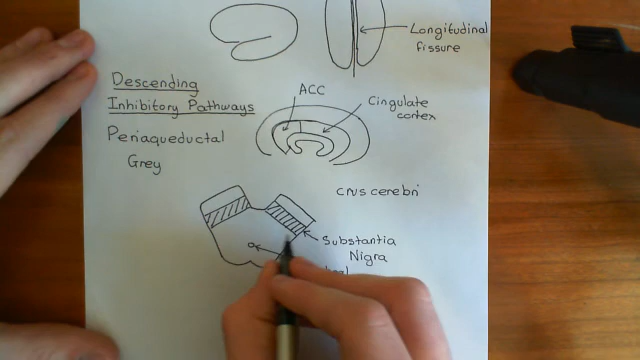 Longitudinal
fissure
Descending
Inhibitory Pathways
ACC
Cingulate
cortex
Periaqueductal
Grey
crus cerebri
Substantia
Nigra